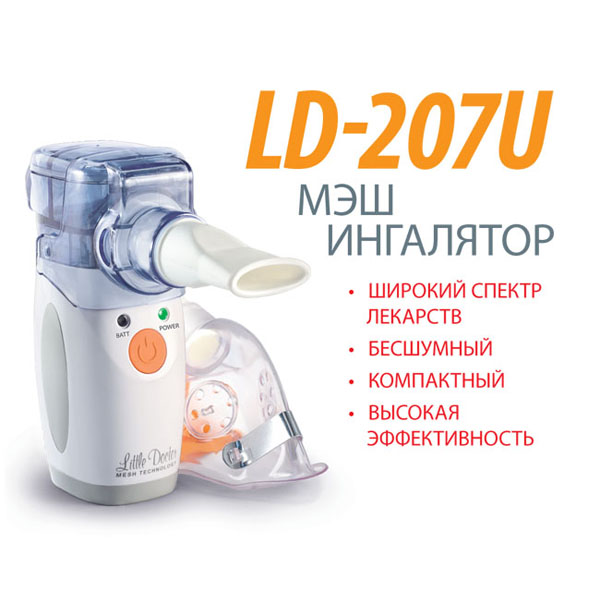 LD-207U
МЭШ
ИНГАЛЯТОР
• ШИРОКИЙ СПЕКТР
ЛЕКАРСТВ
• БЕСШУМНЫЙ
• КОМПАКТНЫЙ
• ВЫСОКАЯ
ЭФФЕКТИВНОСТЬ
BATT
POWER
Little Doctor
MESH TECHNOLOGY